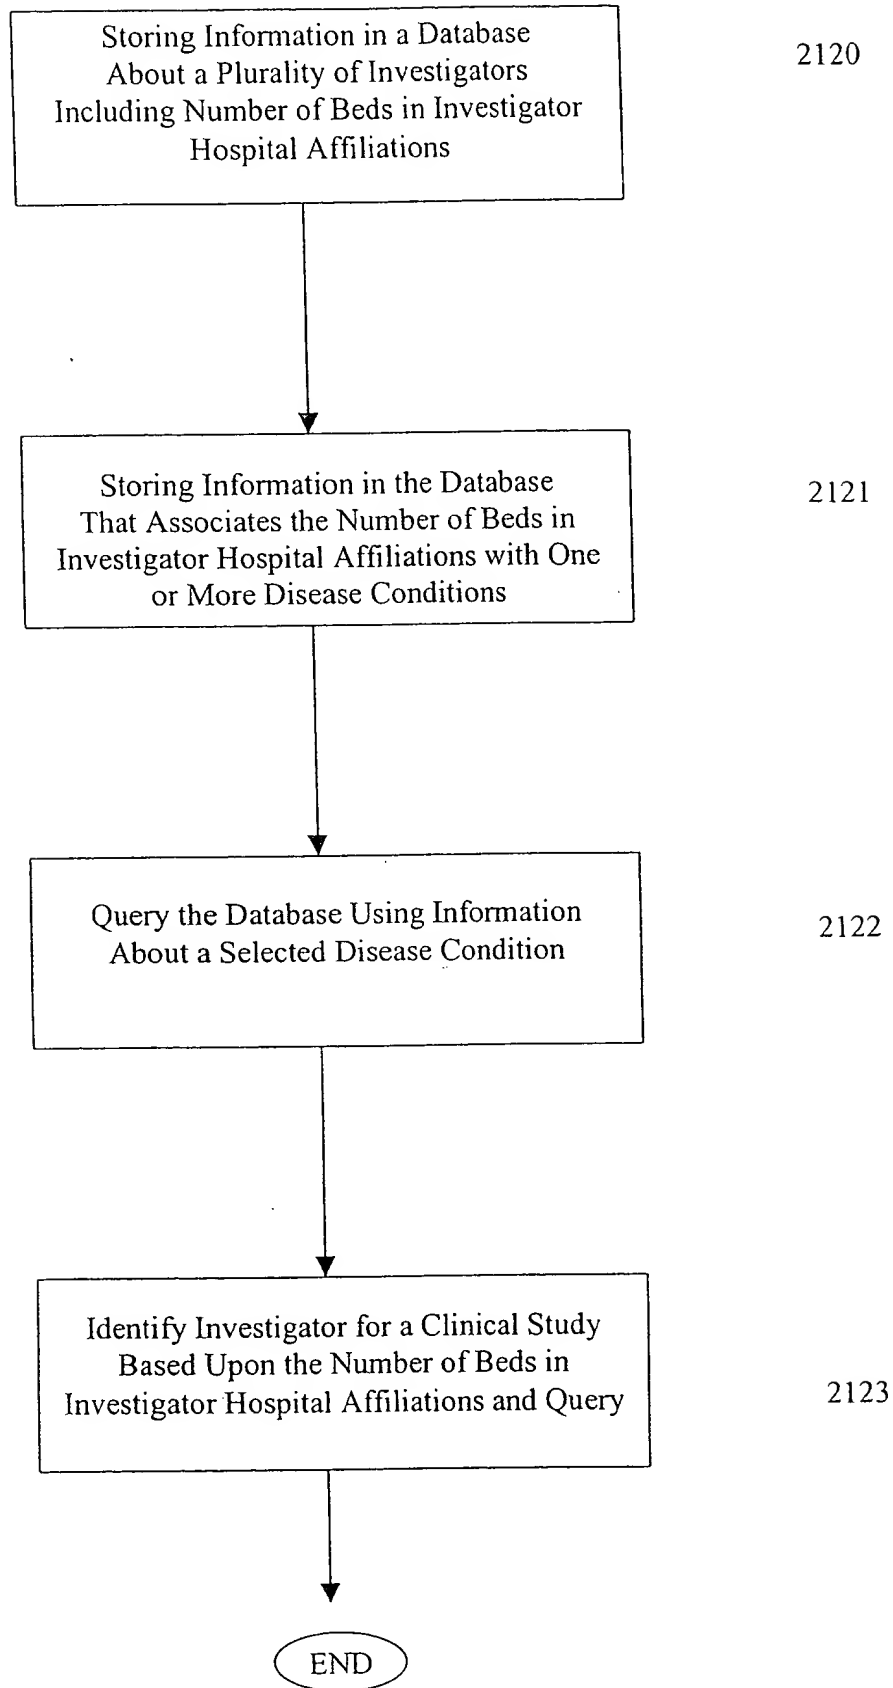 Storing Information in a Database
About a Plurality of Investigators
Including Number of Beds in Investigator
Hospital Affiliations
2120
Storing Information in the Database
That Associates the Number of Beds in
Investigator Hospital Affiliations with One
or More Disease Conditions
2121
Query the Database Using Information
About a Selected Disease Condition
2122
Identify Investigator for a Clinical Study
Based Upon the Number of Beds in
Investigator Hospital Affiliations and Query
2123
END